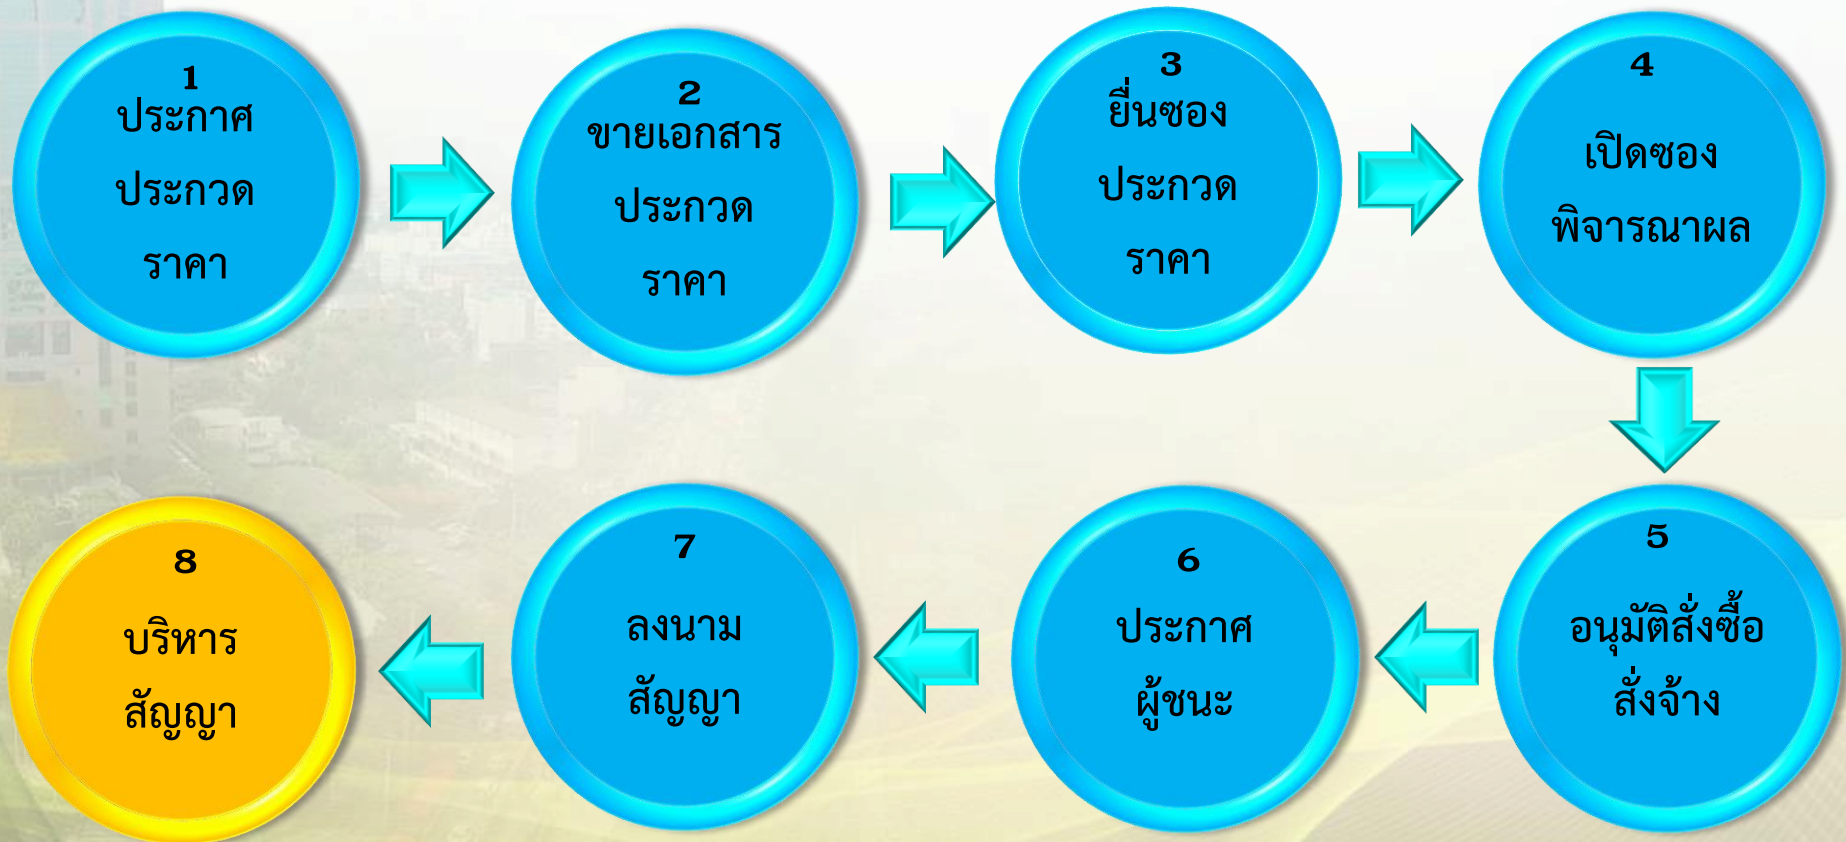 1
ประกาศ
ประกวด
ราคา
2
ขายเอกสาร
ประกวด
ราคา
3
ยื่นซอง
ประกวด
ราคา
4
เปิดซอง
พิจารณาผล
5
อนุมัติสั่งซื้อ
สั่งจ้าง
6
ประกาศ
ผู้ชนะ
7
ลงนาม
สัญญา
8
บริหาร
สัญญา